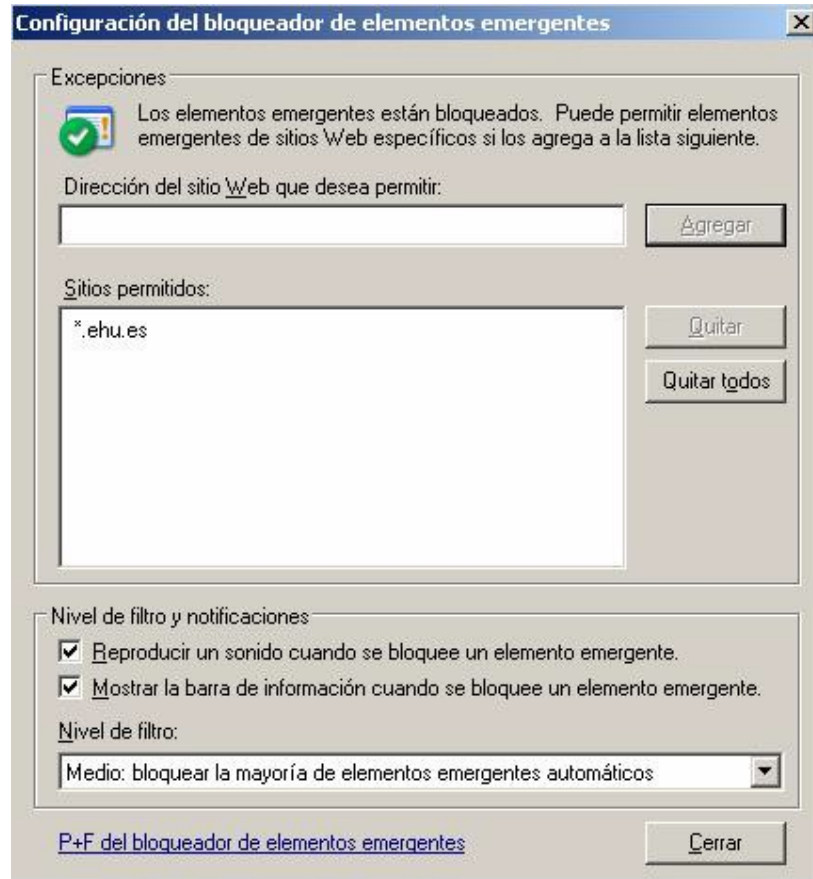 Configuración del bloqueador de elementos emergentes
Excepciones
Los elementos emergentes están bloqueados. Puede permitir elementos
emergentes de sitios Web específicos si los agrega a la lista siguiente.
Dirección del sitio Web que desea permitir:
Agregar
Sitios permitidos:
*.ehu.es
Quitar
Quitar todos
Nivel de filtro y notificaciones
Reproducir un sonido cuando se bloquee un elemento emergente.
Mostrar la barra de información cuando se bloquee un elemento emergente.
Nivel de filtro:
Medio: bloquear la mayoría de elementos emergentes automáticos
P+F del bloqueador de elementos emergentes
Cerrar